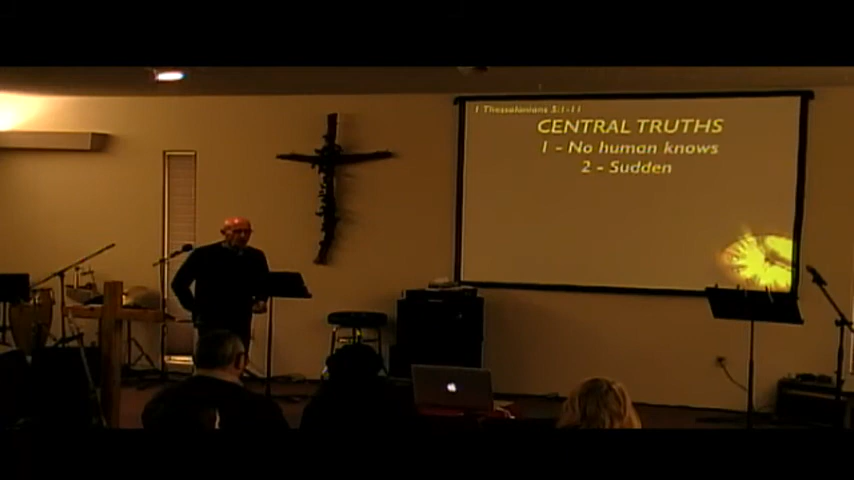 1 Thessalonians 5:1-11
CENTRAL TRUTHS
1 - No human knows
2 - Sudden